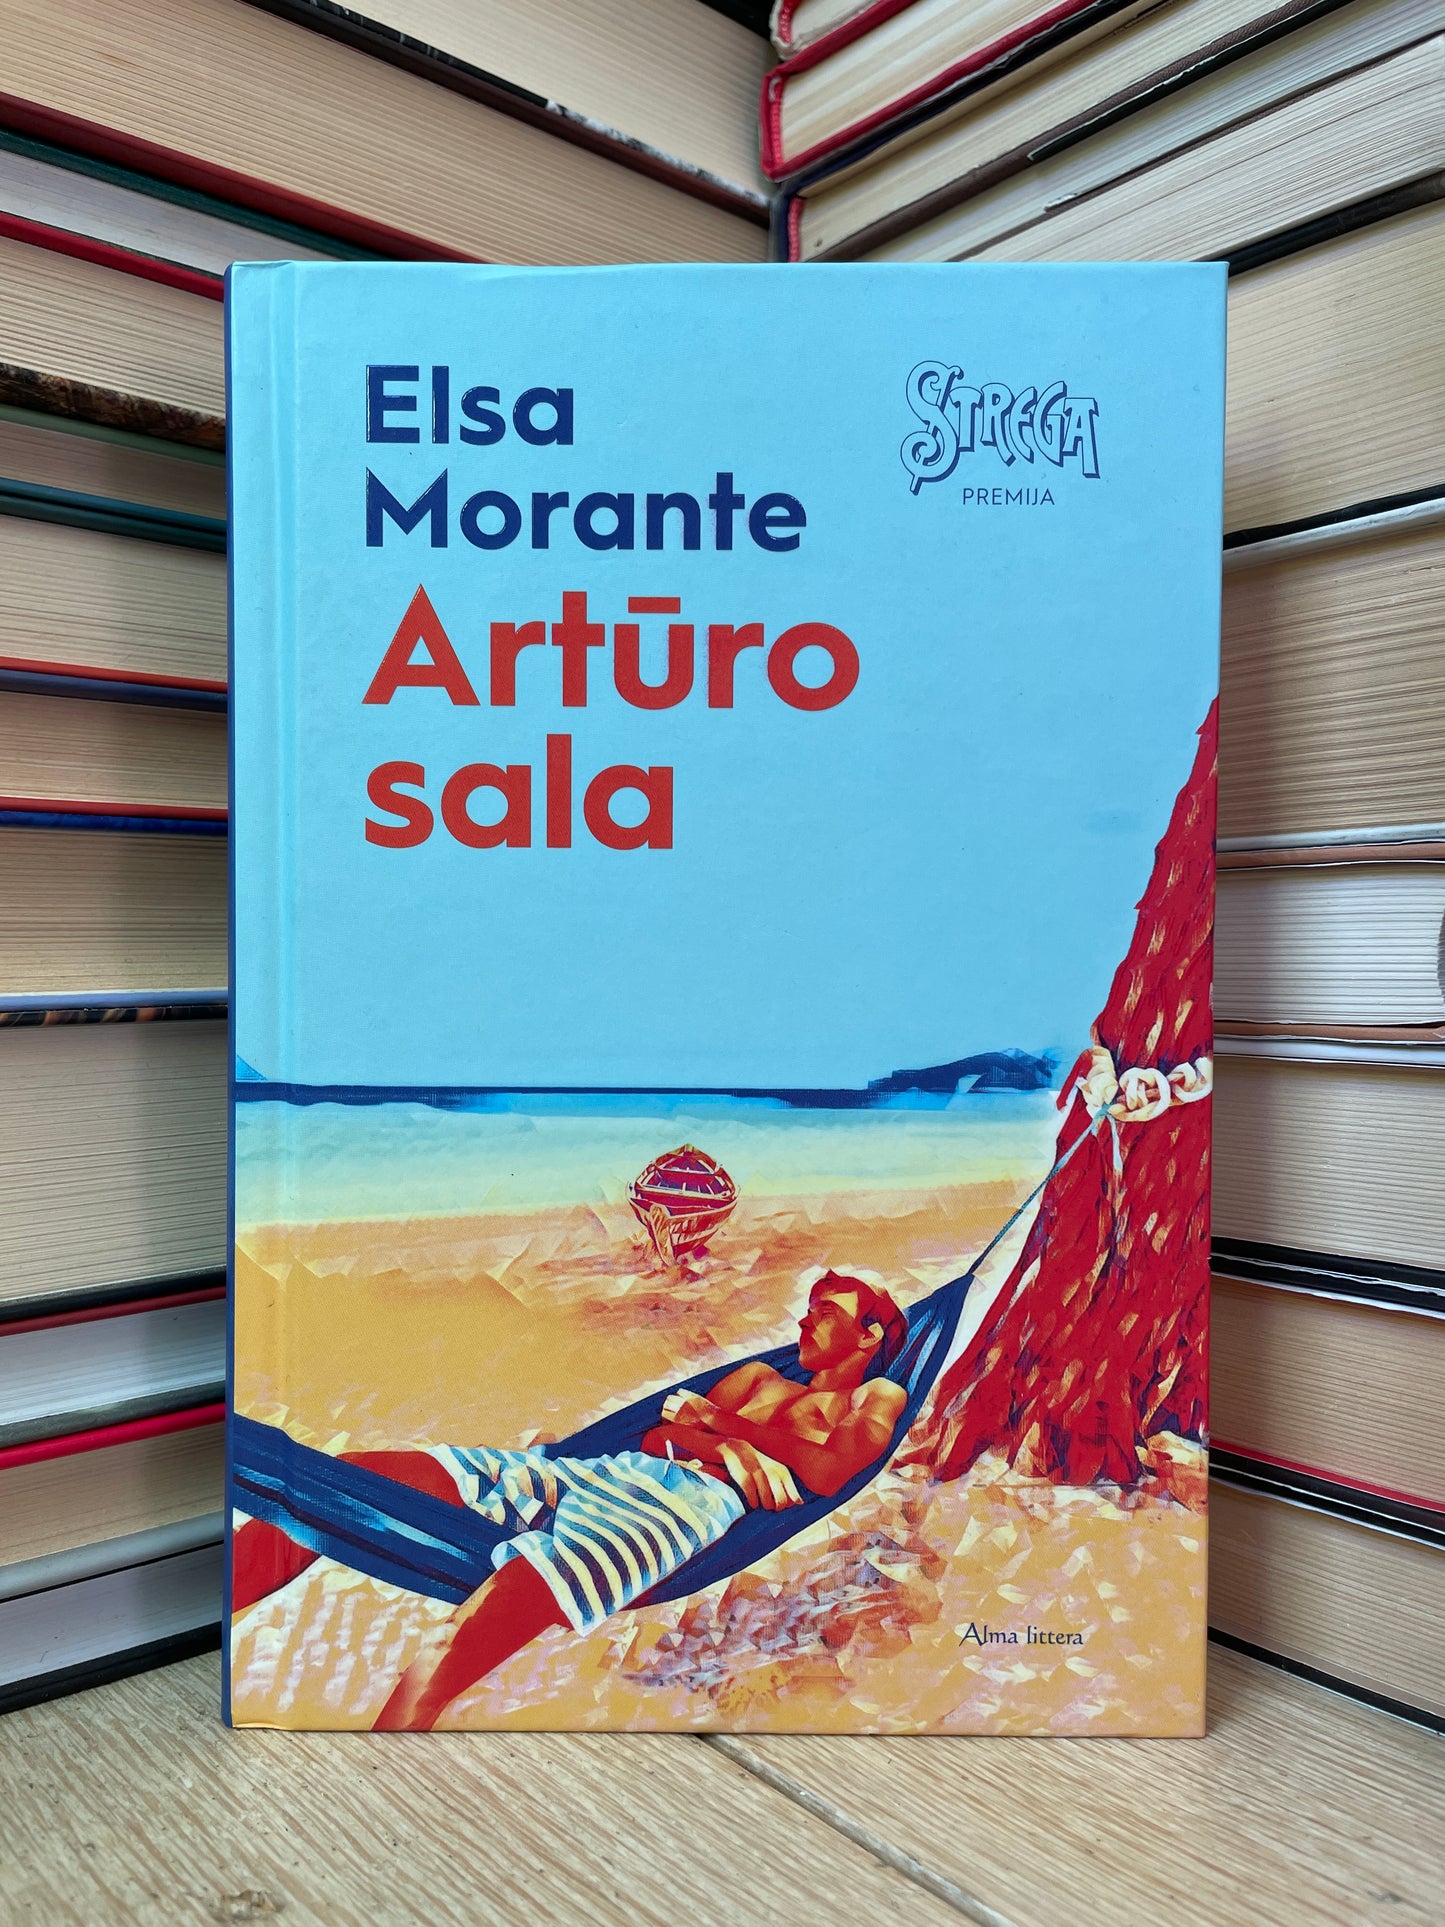 Elsa
Morante
Artūro
sala
STREGA
PREMIJA
Alma littera